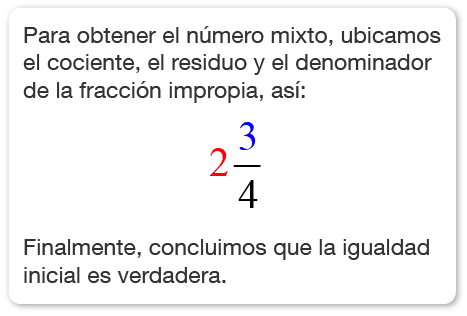 Para obtener el número mixto, ubicamos
el cociente, el residuo y el denominador
de la fracción impropia, así:
2 3/4
Finalmente, concluimos que la igualdad
inicial es verdadera.